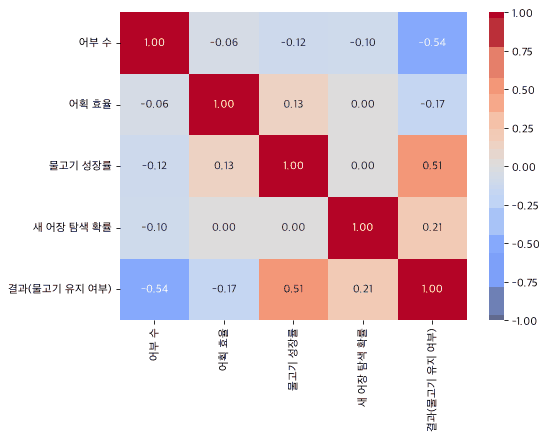 어부 수
1.00 -0.06 -0.12 -0.10 -0.54
어획 효율
-0.06 1.00 0.13 0.00 -0.17
물고기 성장률
-0.12 0.13 1.00 0.00 0.51
새 어장 탐색 확률
-0.10 0.00 0.00 1.00 0.21
결과(물고기 유지 여부)
-0.54 -0.17 0.51 0.21 1.00
어부 수
어획 효율
물고기 성장률
새 어장 탐색 확률
결과(물고기 유지 여부)
1.00
0.75
0.50
0.25
0.00
-0.25
-0.50
-0.75
-1.00